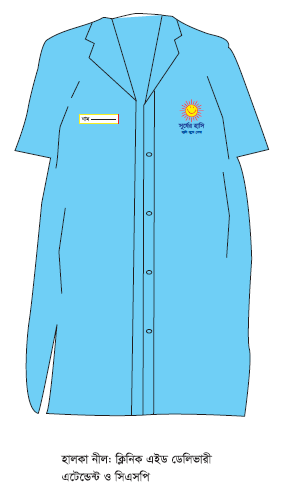 নাম
সূর্যের হাসি
হালকা নীল: ক্লিনিক এইড ডেলিভারী
এটেন্ডেন্ট ও সিএসপি